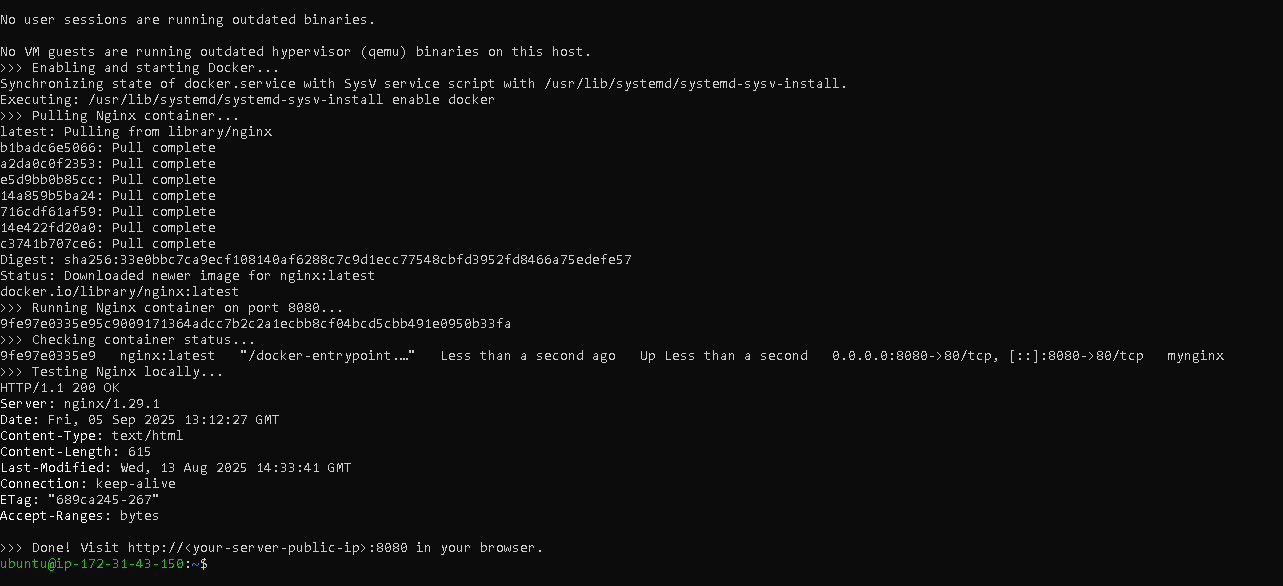 No user sessions are running outdated binaries.
No VM guests are running outdated hypervisor (qemu) binaries on this host.
>>> Enabling and starting Docker...
Synchronizing state of docker.service with SysV service script with /usr/lib/systemd/systemd-sysv-install.
Executing: /usr/lib/systemd/systemd-sysv-install enable docker
>>> Pulling Nginx container...
latest: Pulling from library/nginx
b1badc6e5066: Pull complete
a2da0c0f2353: Pull complete
e5d9bb0b85cc: Pull complete
14a859b5ba24: Pull complete
716cdf61af59: Pull complete
14e422fd20a0: Pull complete
c3741b707ce6: Pull complete
Digest: sha256:33e0bbc7ca9ecf108140af6288c7c9d1ecc77548cbfd3952fd8466a75edefe57
Status: Downloaded newer image for nginx:latest
docker.io/library/nginx:latest
>>> Running Nginx container on port 8080...
9fe97e0335e95c9009171364adcc7b2c2a1ecbb8cf04bcd5cbb491e0950b33fa
>>> Checking container status...
9fe97e0335e9   nginx:latest   "/docker-entrypoint.…"   Less than a second ago   Up Less than a second   0.0.0.0:8080->80/tcp, [::]:8080->80/tcp   mynginx
>>> Testing Nginx locally...
HTTP/1.1 200 OK
Server: nginx/1.29.1
Date: Fri, 05 Sep 2025 13:12:27 GMT
Content-Type: text/html
Content-Length: 615
Last-Modified: Wed, 13 Aug 2025 14:33:41 GMT
Connection: keep-alive
ETag: "689ca245-267"
Accept-Ranges: bytes
>>> Done! Visit http://<your-server-public-ip>:8080 in your browser.
ubuntu@ip-172-31-43-150:~$